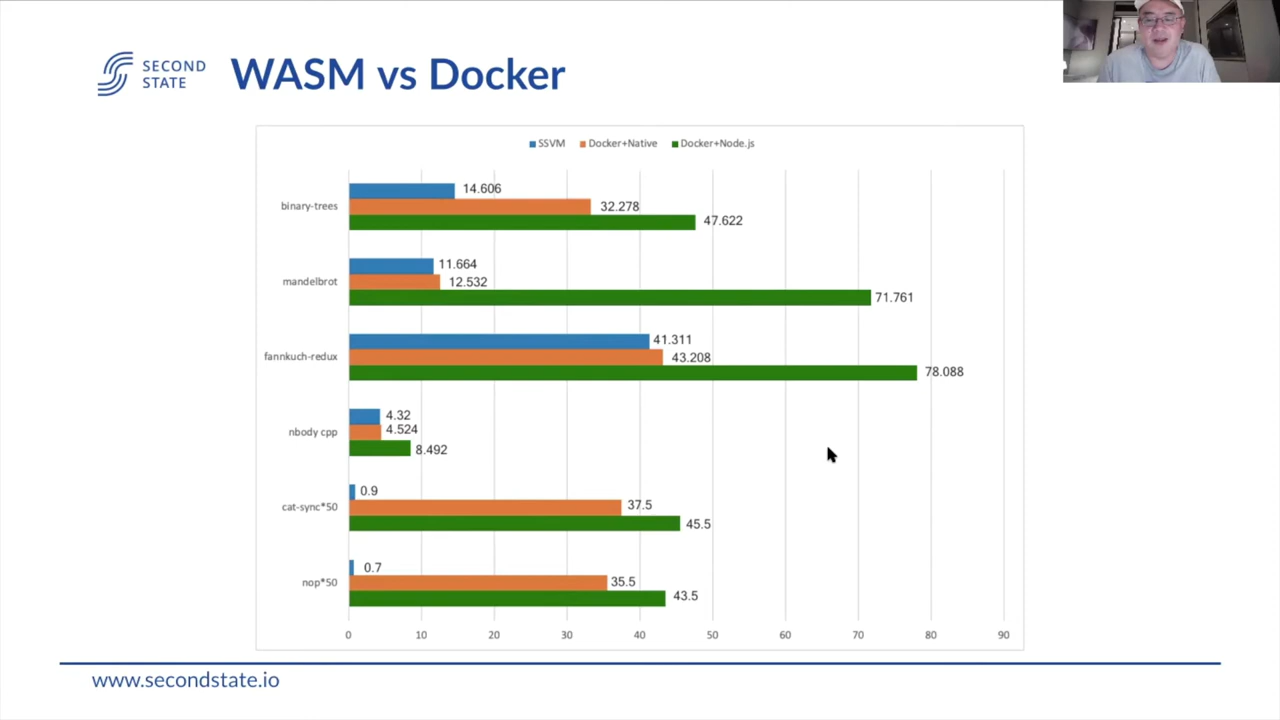 SECOND
STATE
WASM vs Docker
SSVM Docker+Native Docker+Node.js
binary-trees
14.606
32.278
47.622
mandelbrot
11.664
12.532
71.761
fannkuch-redux
41.311
43.208
78.088
nbody cpp
4.32
4.524
8.492
cat-sync*50
0.9
37.5
45.5
nop*50
0.7
35.5
43.5
0 10 20 30 40 50 60 70 80 90
www.secondstate.io